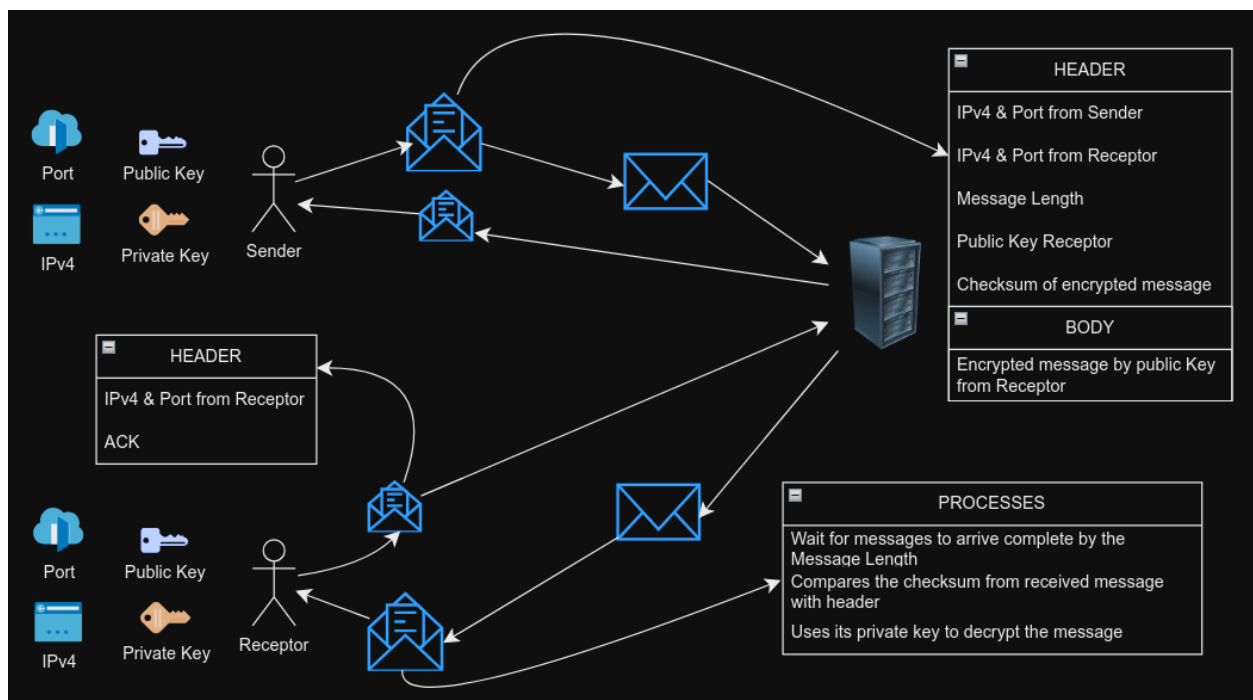 HEADER
IPv4 & Port from Sender
IPv4 & Port from Receptor
Message Length
Public Key Receptor
Checksum of encrypted message
BODY
Encrypted message by public Key
from Receptor
Port
Public Key
IPv4
Private Key
Sender
HEADER
IPv4 & Port from Receptor
ACK
Port
Public Key
IPv4
Private Key
Receptor
PROCESSES
Wait for messages to arrive complete by the
Message Length
Compares the checksum from received message
with header
Uses its private key to decrypt the message